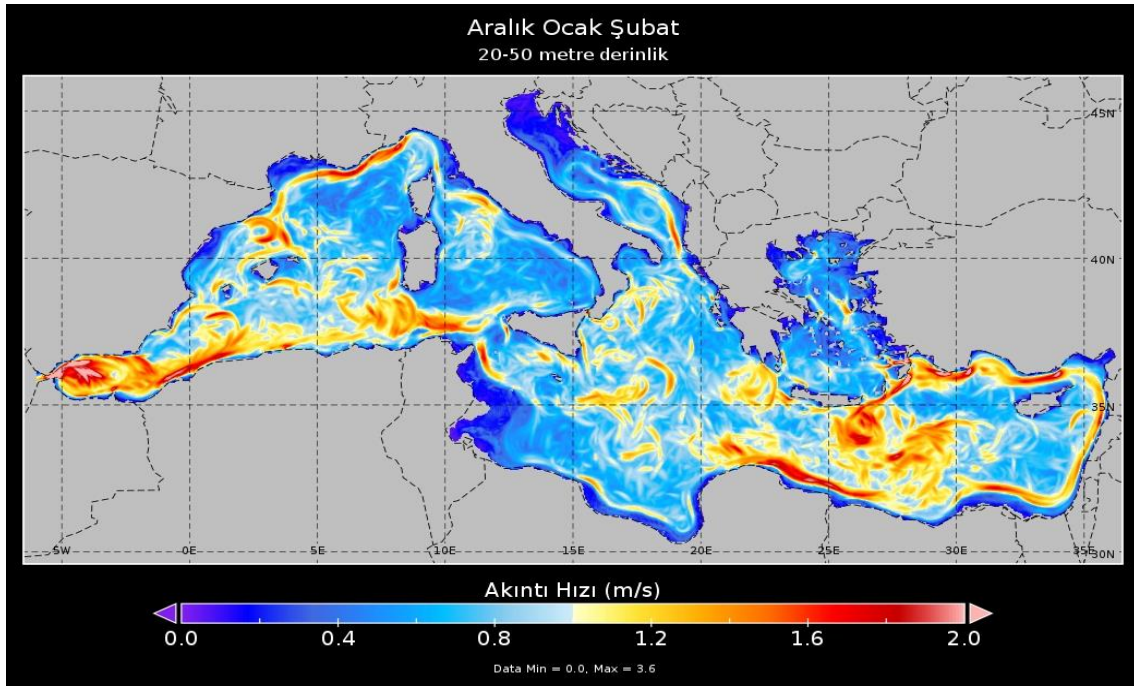 Aralık Ocak Şubat
20-50 metre derinlik
45N
40N
35N
5W 0E 5E 10E 15E 20E 25E 30E 35E 30N
Akıntı Hızı (m/s)
0.0 0.4 0.8 1.2 1.6 2.0
Data Min = 0.0, Max = 3.6